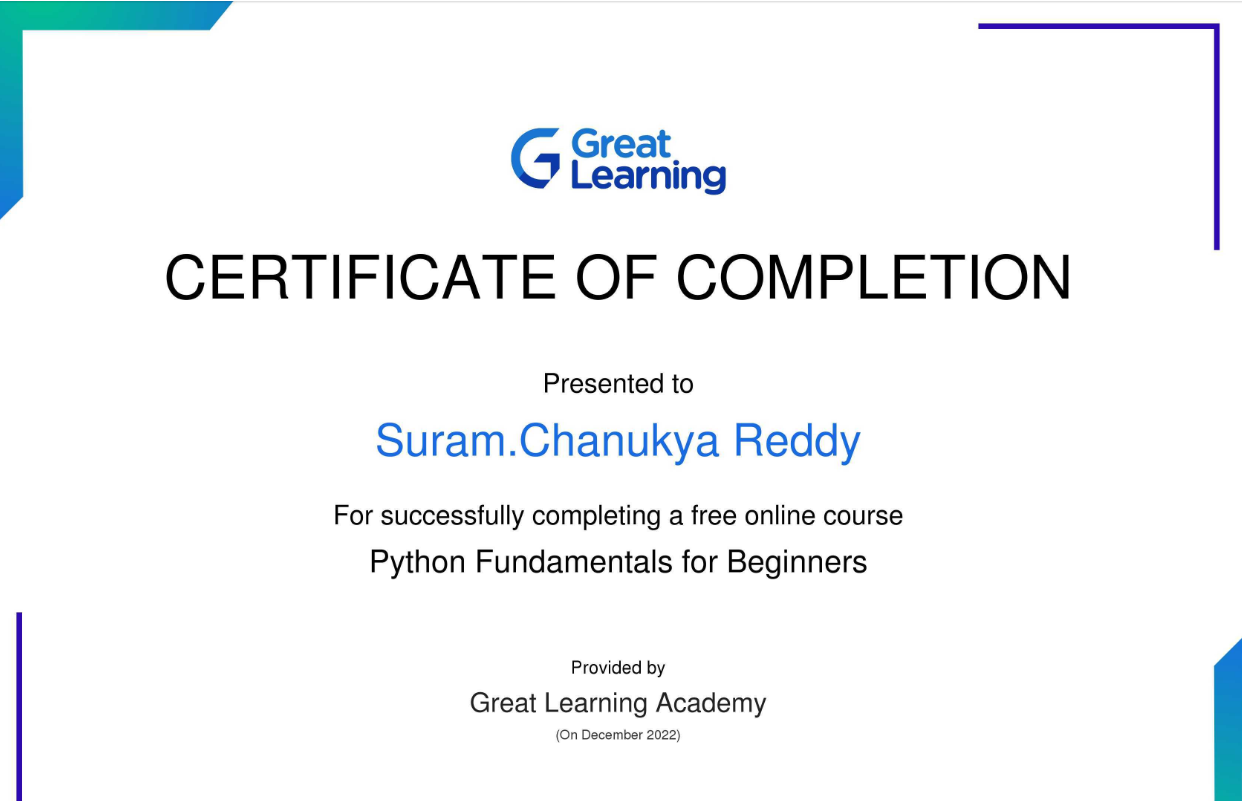 Great
Learning
CERTIFICATE OF COMPLETION
Presented to
Suram.Chanukya Reddy
For successfully completing a free online course
Python Fundamentals for Beginners
Provided by
Great Learning Academy
(On December 2022)